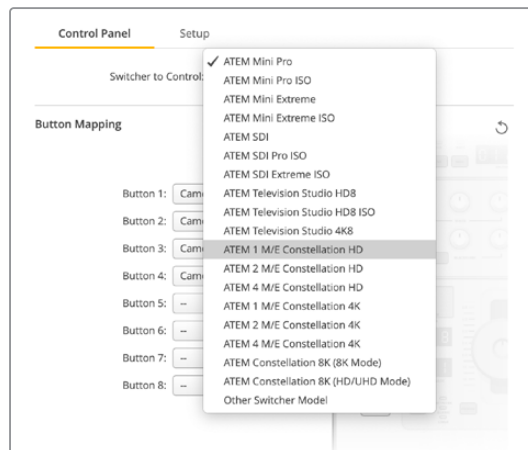 Control Panel Setup
Switcher to Control:
✓ ATEM Mini Pro
ATEM Mini Pro ISO
ATEM Mini Extreme
ATEM Mini Extreme ISO
ATEM SDI
ATEM SDI Pro ISO
ATEM SDI Extreme ISO
ATEM Television Studio HD8
ATEM Television Studio HD8 ISO
ATEM Television Studio 4K8
ATEM 1 M/E Constellation HD
ATEM 2 M/E Constellation HD
ATEM 4 M/E Constellation HD
ATEM 1 M/E Constellation 4K
ATEM 2 M/E Constellation 4K
ATEM 4 M/E Constellation 4K
ATEM Constellation 8K (8K Mode)
ATEM Constellation 8K (HD/UHD Mode)
Other Switcher Model
Button Mapping
Button 1: Cam
Button 2: Cam
Button 3: Cam
Button 4: Cam
Button 5: --
Button 6: --
Button 7: --
Button 8: --